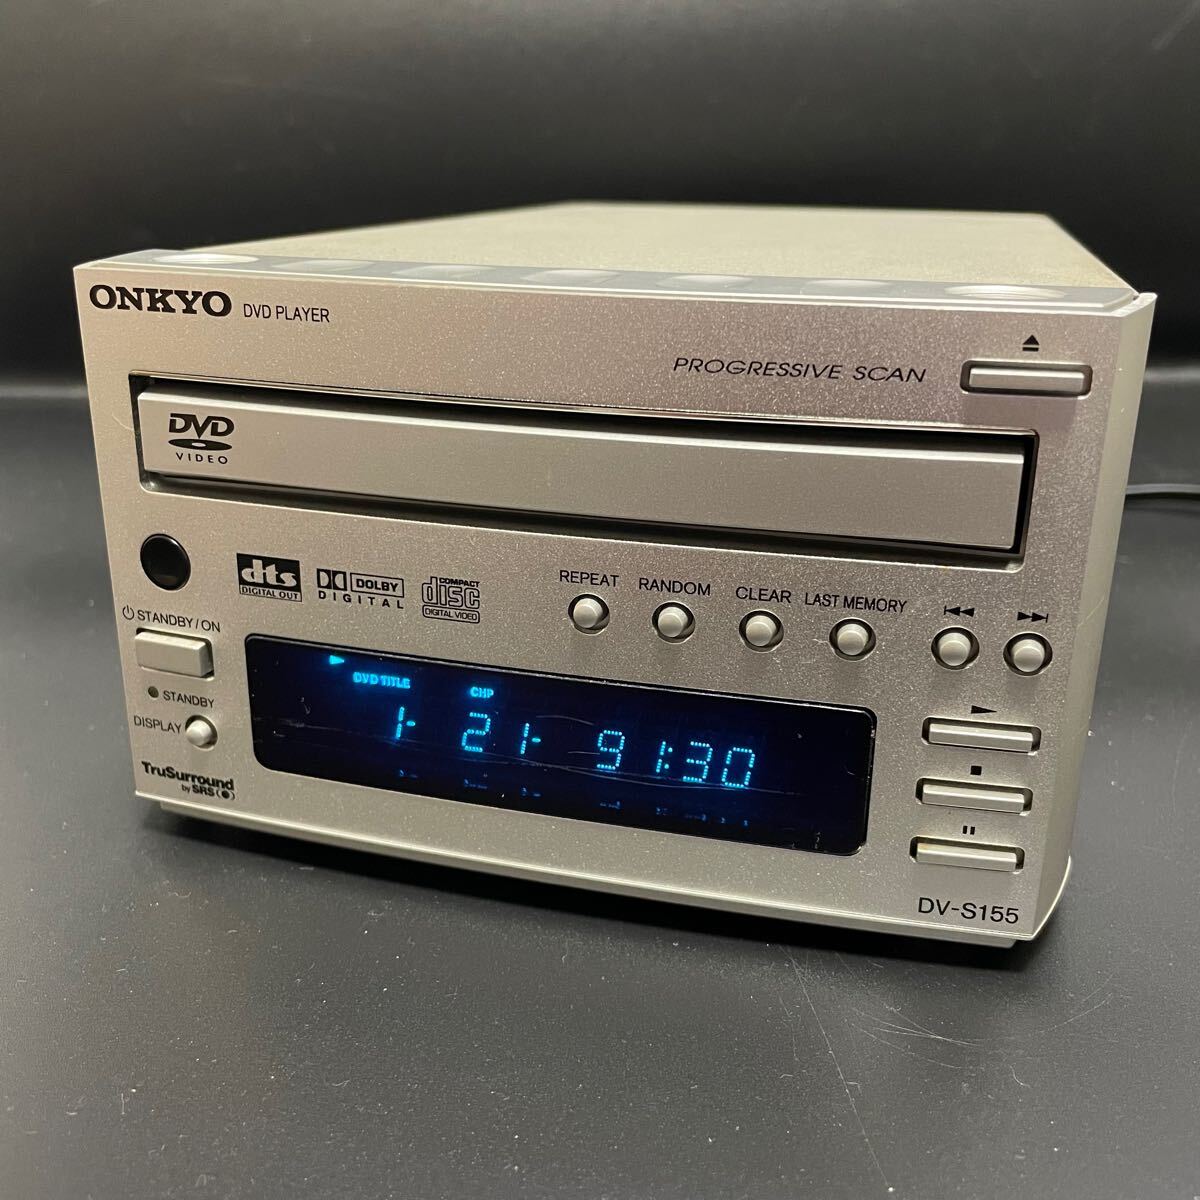 ONKYO DVD PLAYER
PROGRESSIVE SCAN
DVD
VIDEO
dts
DIGITAL OUT
DOLBY
DIGITAL
COMPACT
disc
DIGITAL VIDEO
REPEAT RANDOM CLEAR LAST MEMORY
STANDBY/ON
STANDBY
DISPLAY
DVD TITLE CHP
1- 21- 91:30
TruSurround
by SRS
DV-S155